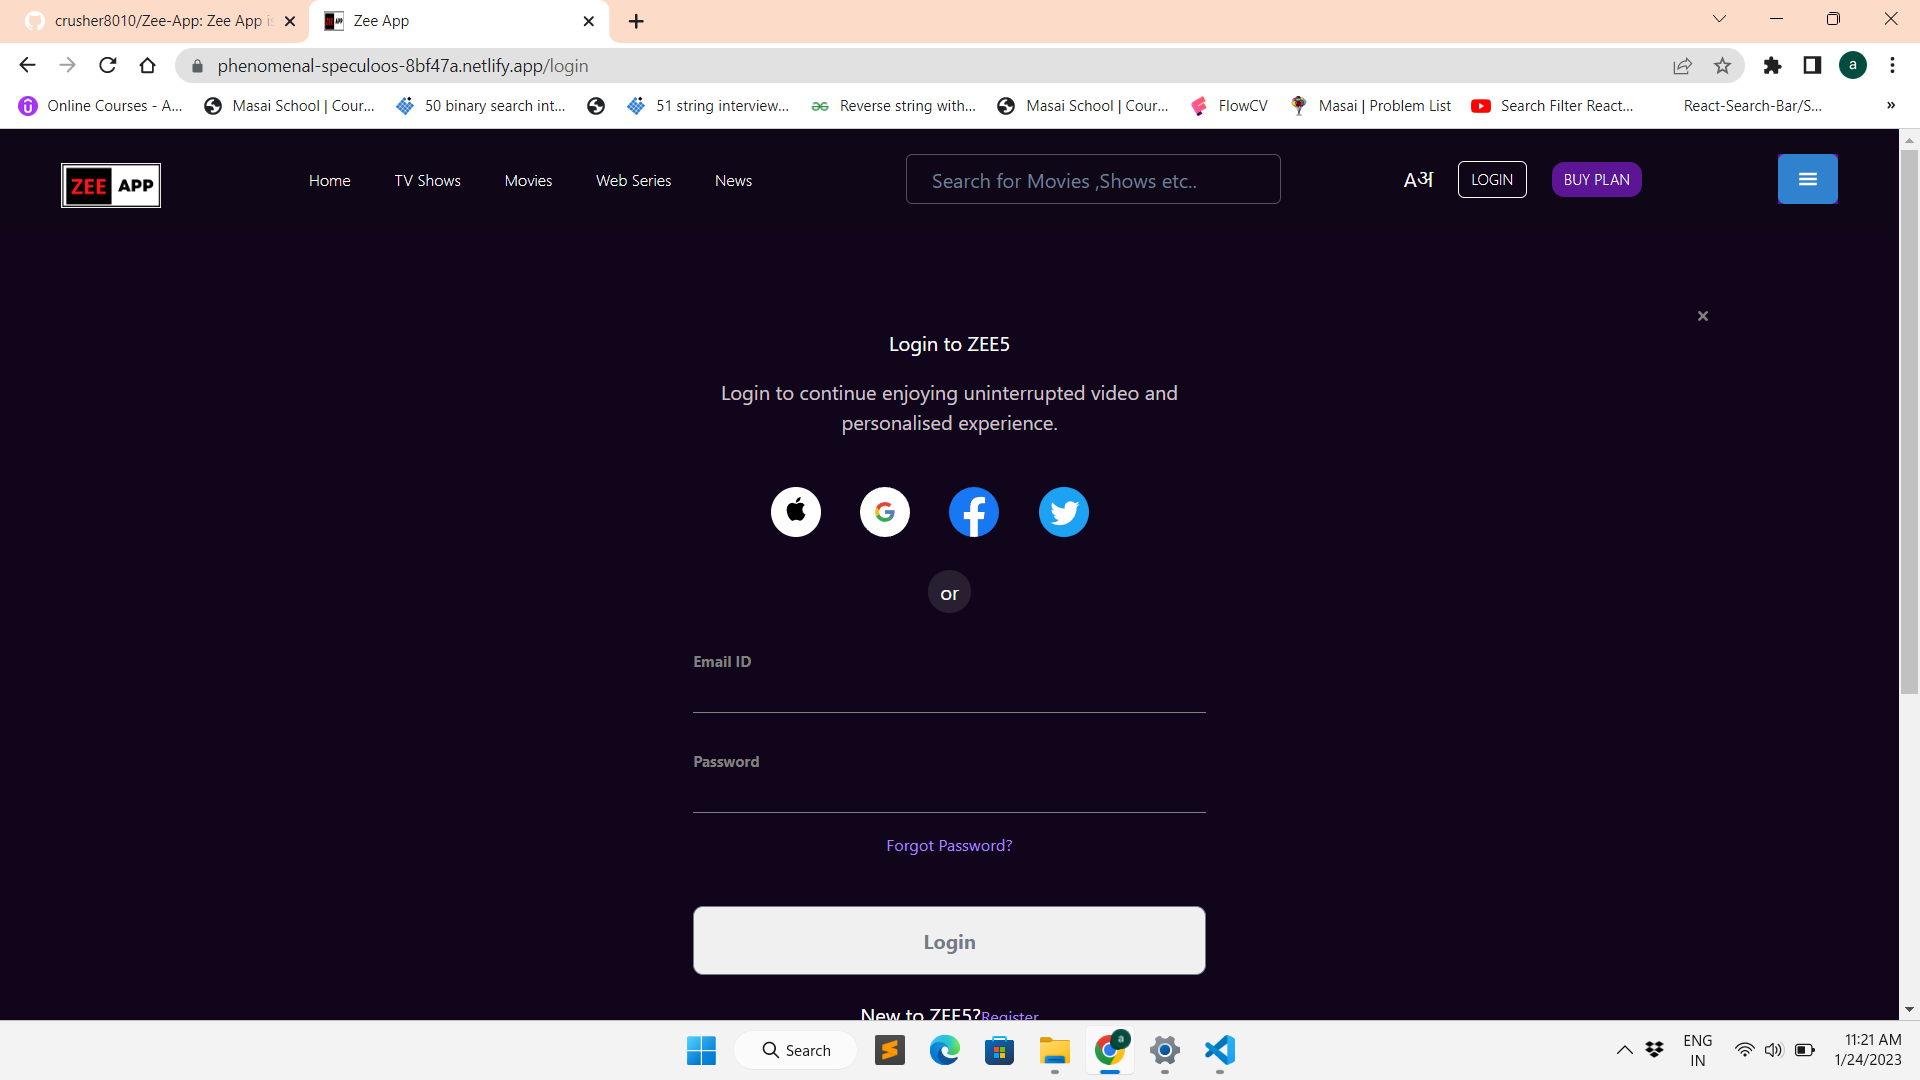 crusher8010/Zee-App: Zee App is
Zee App
phenomenal-speculoos-8bf47a.netlify.app/login
a
Online Courses - A...
Masai School | Cour...
50 binary search int...
51 string interview...
Reverse string with...
Masai School | Cour...
FlowCV
Masai | Problem List
Search Filter React...
React-Search-Bar/S...
»
ZEE APP
Home
TV Shows
Movies
Web Series
News
Search for Movies ,Shows etc..
Aअ
LOGIN
BUY PLAN
Login to ZEE5
Login to continue enjoying uninterrupted video and
personalised experience.
or
Email ID
Password
Forgot Password?
Login
New to ZEE5?Register
Search
a
ENG
IN
11:21 AM
1/24/2023